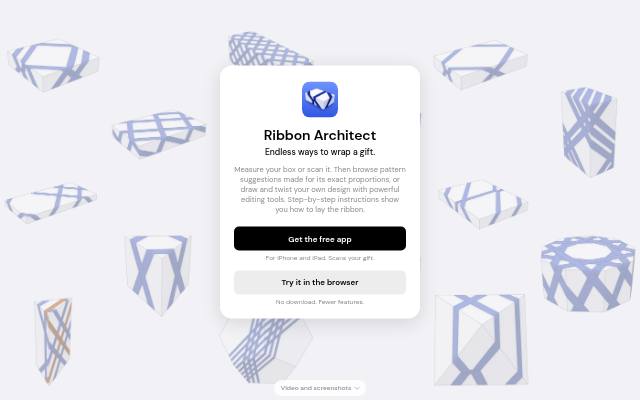 Ribbon Architect
Endless ways to wrap a gift.
Measure your box or scan it. Then browse pattern
suggestions made for its exact proportions, or
draw and twist your own design with powerful
editing tools. Step-by-step instructions show
you how to lay the ribbon.
Get the free app
For iPhone and iPad. Scans your gift.
Try it in the browser
No download. Fewer features.
Video and screenshots